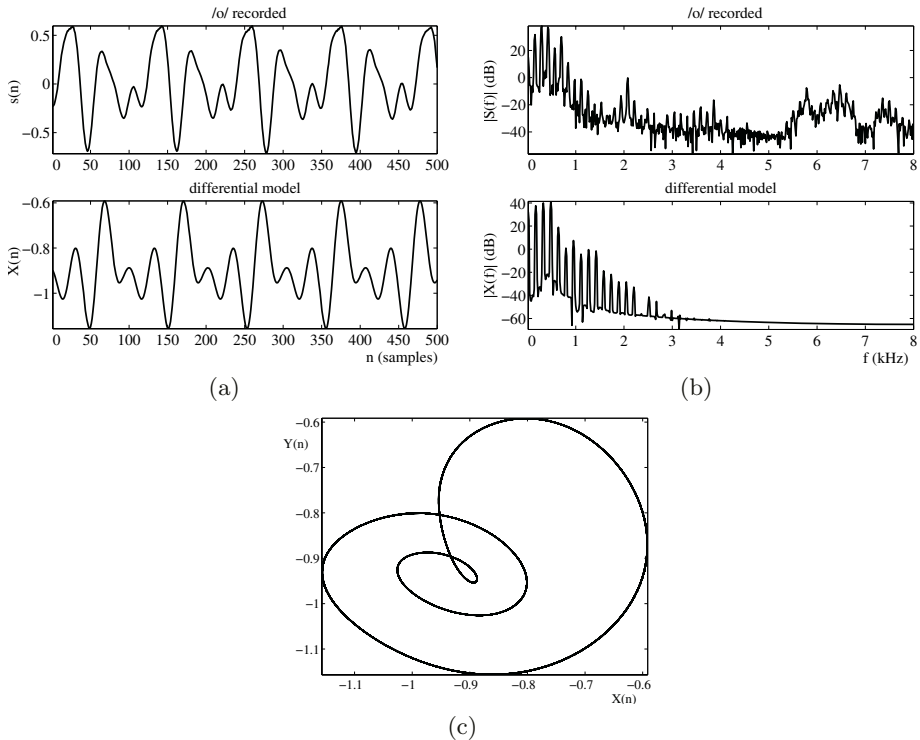 /o/ recorded
0.5
0
−0.5
s(n)
0 50 100 150 200 250 300 350 400 450 500
differential model
−0.6
−0.8
−1
X(n)
0 50 100 150 200 250 300 350 400 450 500
n (samples)
(a)
/o/ recorded
20
0
−20
−40
|S(f)| (dB)
0 1 2 3 4 5 6 7 8
differential model
40
20
0
−20
−40
−60
|X(f)| (dB)
0 1 2 3 4 5 6 7 8
f (kHz)
(b)
−0.6
Y(n)
−0.7
−0.8
−0.9
−1
−1.1
−1.1 −1 −0.9 −0.8 −0.7 −0.6
X(n)
(c)